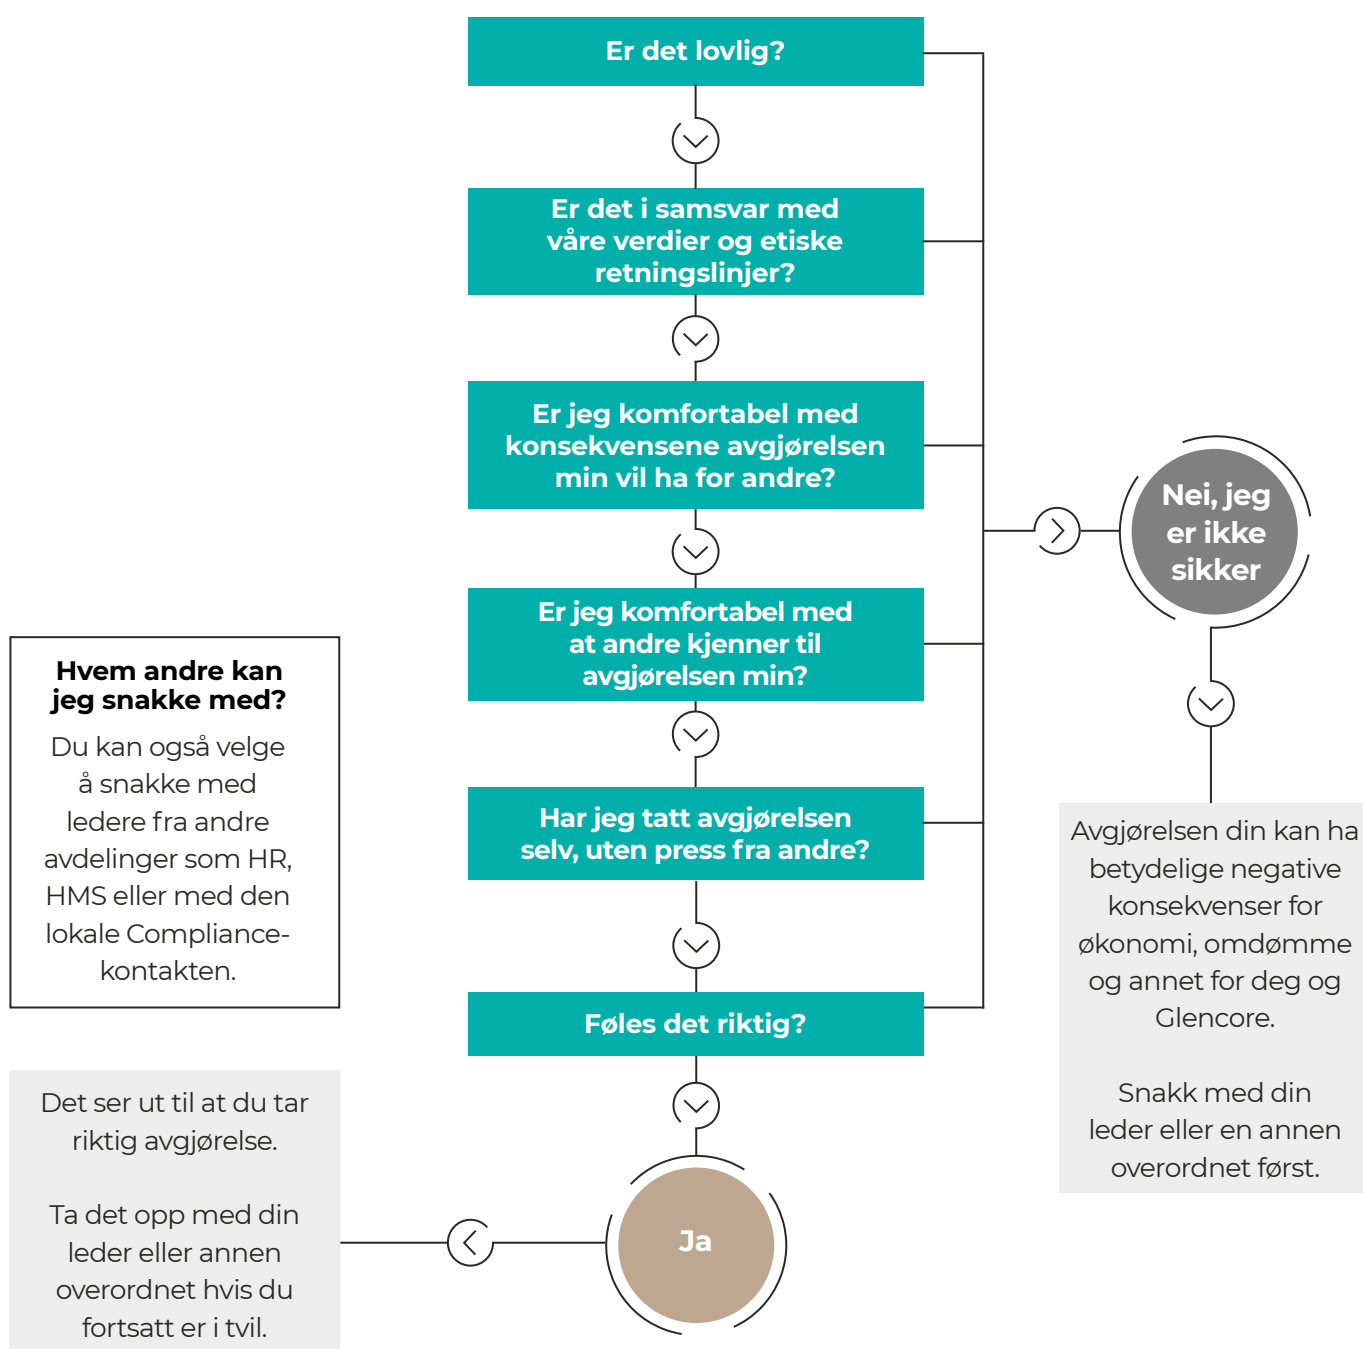 Er det lovlig?
Er det i samsvar med
våre verdier og etiske
retningslinjer?
Er jeg komfortabel med
konsekvensene avgjørelsen
min vil ha for andre?
Er jeg komfortabel med
at andre kjenner til
avgjørelsen min?
Har jeg tatt avgjørelsen
selv, uten press fra andre?
Føles det riktig?
Nei, jeg
er ikke
sikker
Avgjørelsen din kan ha
betydelige negative
konsekvenser for
økonomi, omdømme
og annet for deg og
Glencore.
Snakk med din
leder eller en annen
overordnet først.
Ja
Det ser ut til at du tar
riktig avgjørelse.
Ta det opp med din
leder eller annen
overordnet hvis du
fortsatt er i tvil.
Hvem andre kan
jeg snakke med?
Du kan også velge
å snakke med
ledere fra andre
avdelinger som HR,
HMS eller med den
lokale Compliance-
kontakten.